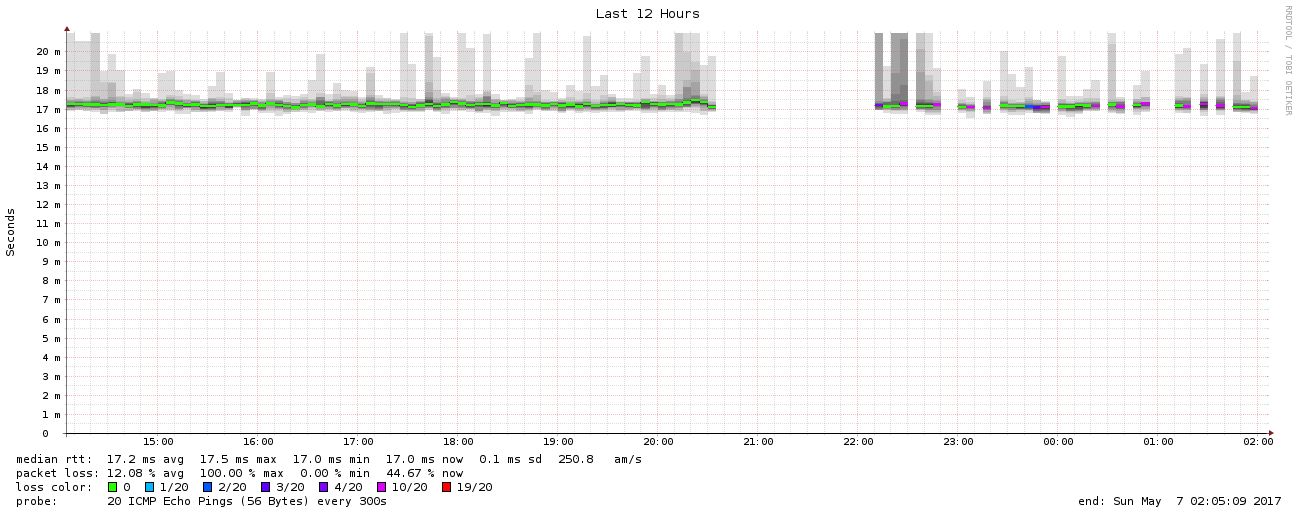 Last 12 Hours
RRDTOOL / TOBI OETIKER
Seconds
20 m
19 m
18 m
17 m
16 m
15 m
14 m
13 m
12 m
11 m
10 m
9 m
8 m
7 m
6 m
5 m
4 m
3 m
2 m
1 m
0
15:00 16:00 17:00 18:00 19:00 20:00 21:00 22:00 23:00 00:00 01:00 02:00
median rtt: 17.2 ms avg 17.5 ms max 17.0 ms min 17.0 ms now 0.1 ms sd 250.8 am/s
packet loss: 12.08 % avg 100.00 % max 0.00 % min 44.67 % now
loss color: 0 1/20 2/20 3/20 4/20 10/20 19/20
probe: 20 ICMP Echo Pings (56 Bytes) every 300s end: Sun May 7 02:05:09 2017